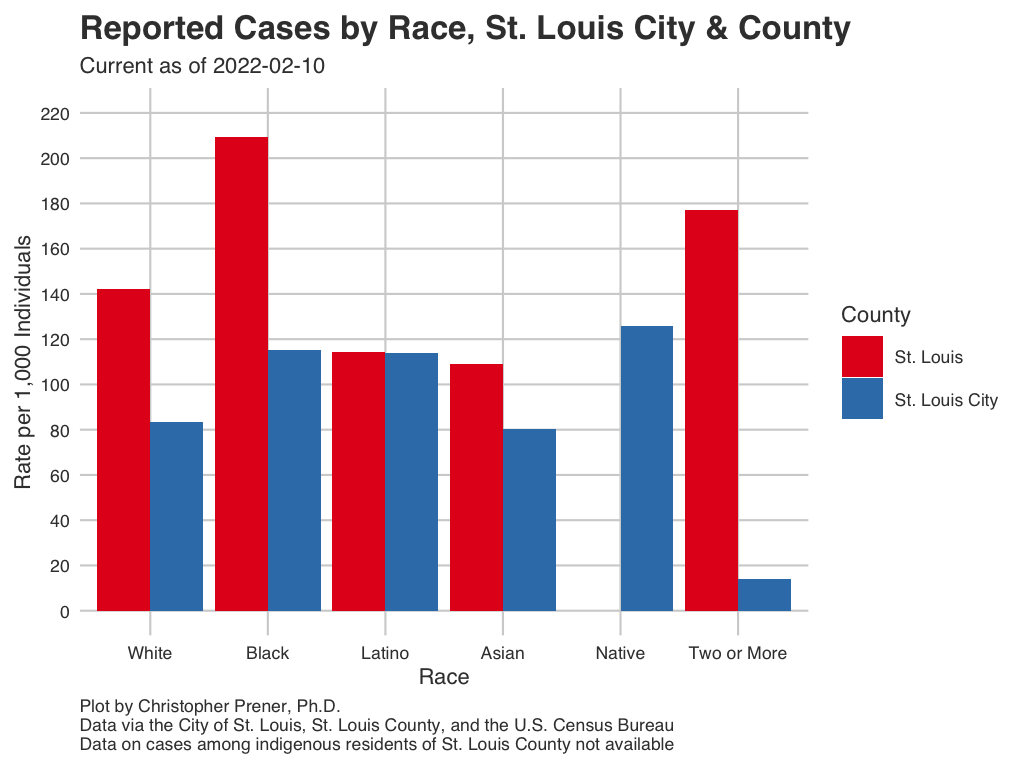 Reported Cases by Race, St. Louis City & County
Current as of 2022-02-10
Rate per 1,000 Individuals
220
200
180
160
140
120
100
80
60
40
20
0
White
Black
Latino
Asian
Native
Two or More
Race
County
St. Louis
St. Louis City
Plot by Christopher Prener, Ph.D.
Data via the City of St. Louis, St. Louis County, and the U.S. Census Bureau
Data on cases among indigenous residents of St. Louis County not available